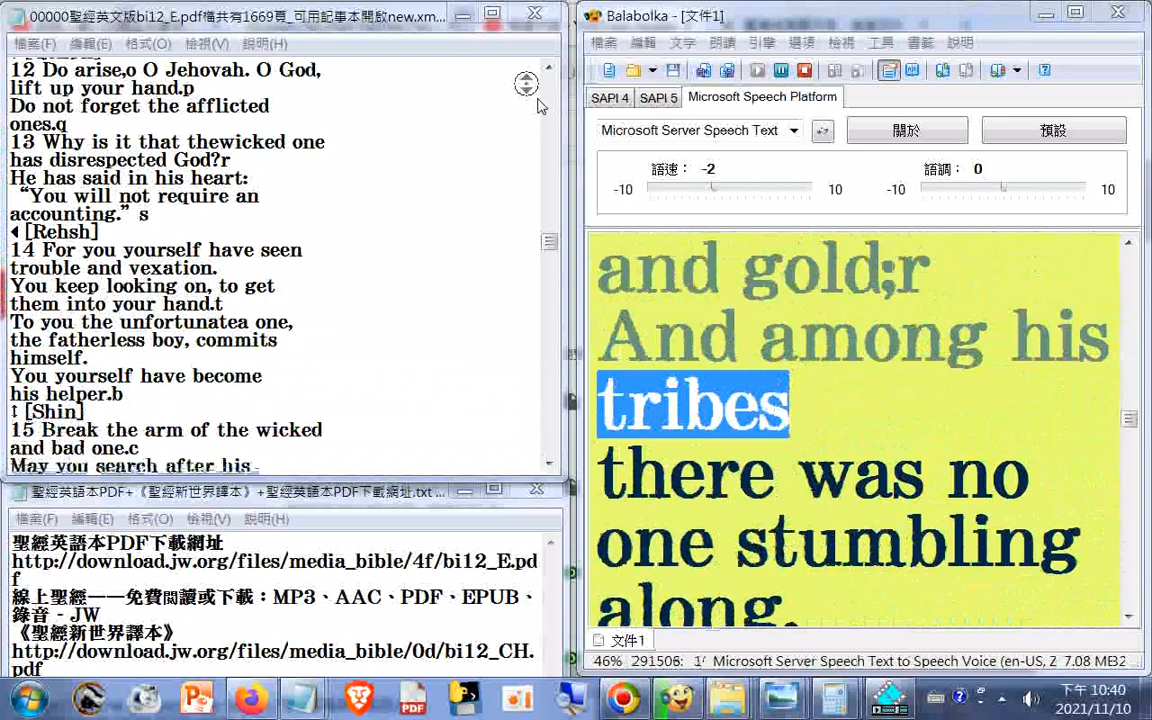 00000聖經英文版bi12_E.pdf檔共有1669頁_可用記事本開啟new.xm...
檔案(F) 編輯(E) 格式(O) 檢視(V) 說明(H)
12 Do arise,o O Jehovah. O God,
lift up your hand.p
Do not forget the afflicted
ones.q
13 Why is it that thewicked one
has disrespected God?r
He has said in his heart:
“You will not require an
accounting.” s
[Rehsh]
14 For you yourself have seen
trouble and vexation.
You keep looking on, to get
them into your hand.t
To you the unfortunatea one,
the fatherless boy, commits
himself.
You yourself have become
his helper.b
[Shin]
15 Break the arm of the wicked
and bad one.c
May you search after his
聖經英語本PDF+《聖經新世界譯本》+聖經英語本PDF下載網址.txt ...
檔案(F) 編輯(E) 格式(O) 檢視(V) 說明(H)
聖經英語本PDF下載網址
http://download.jw.org/files/media_bible/4f/bi12_E.pd
f
線上聖經──免費閱讀或下載：MP3、AAC、PDF、EPUB、
錄音 - JW
《聖經新世界譯本》
http://download.jw.org/files/media_bible/0d/bi12_CH.
pdf
Balabolka - [文件1]
檔案 編輯 文字 朗讀 引擎 選項 檢視 工具 書籤 說明
SAPI 4 SAPI 5 Microsoft Speech Platform
Microsoft Server Speech Text 關於 預設
語速： -2 語調： 0
-10 10 -10 10
and gold;r
And among his
tribes
there was no
one stumbling
along.
文件1
46% 291508: Microsoft Server Speech Text to Speech Voice (en-US, Z 7.08 MB
下午 10:40
2021/11/10